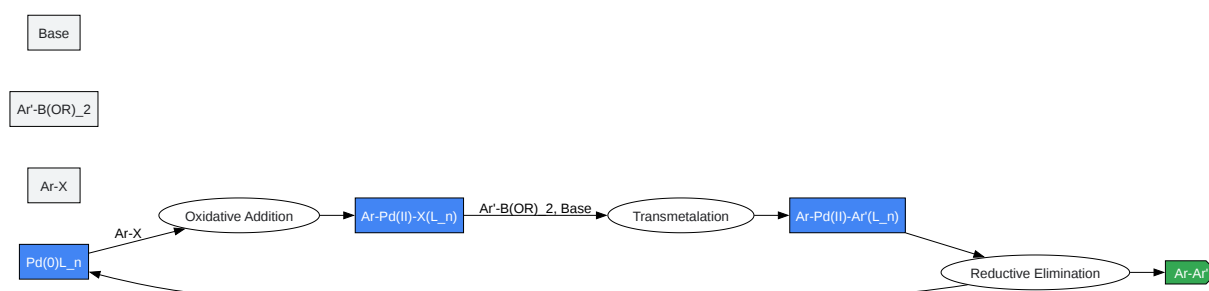 Base
Ar'-B(OR)_2
Ar-X
Oxidative Addition
Ar-Pd(II)-X(L_n)
Ar'-B(OR)_2, Base
Transmetalation
Ar-Pd(II)-Ar'(L_n)
Ar-X
Pd(0)L_n
Reductive Elimination
Ar-Ar'